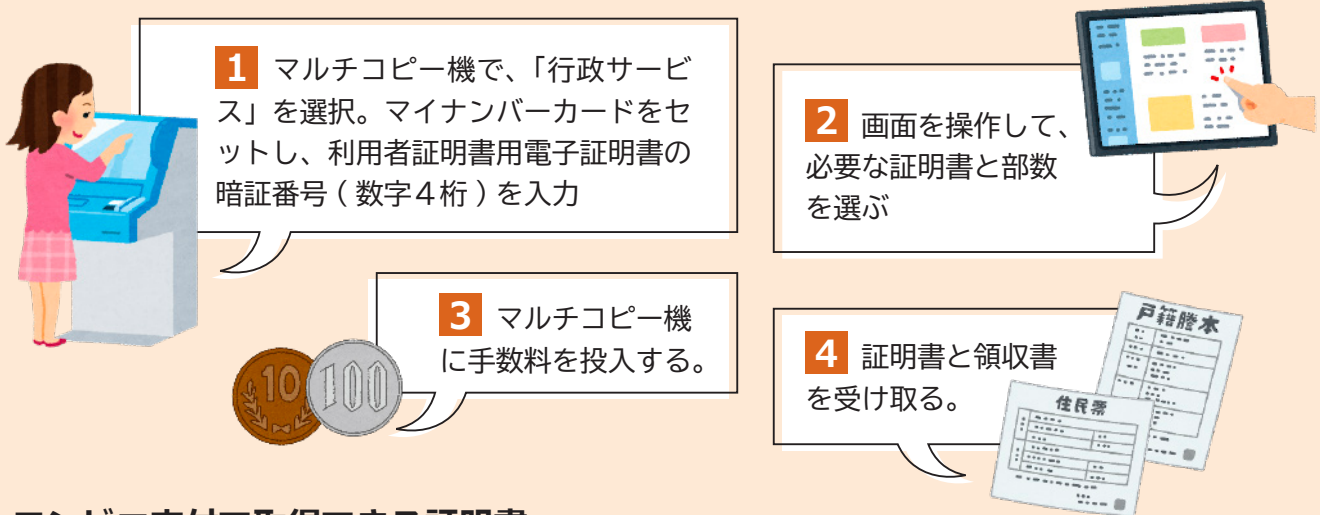 1 マルチコピー機で、「行政サービ
ス」を選択。マイナンバーカードをセ
ットし、利用者証明書用電子証明書の
暗証番号(数字4桁)を入力
2 画面を操作して、
必要な証明書と部数
を選ぶ
3 マルチコピー機
に手数料を投入する。
10
100
4 証明書と領収書
を受け取る。
戸籍謄本
住民票